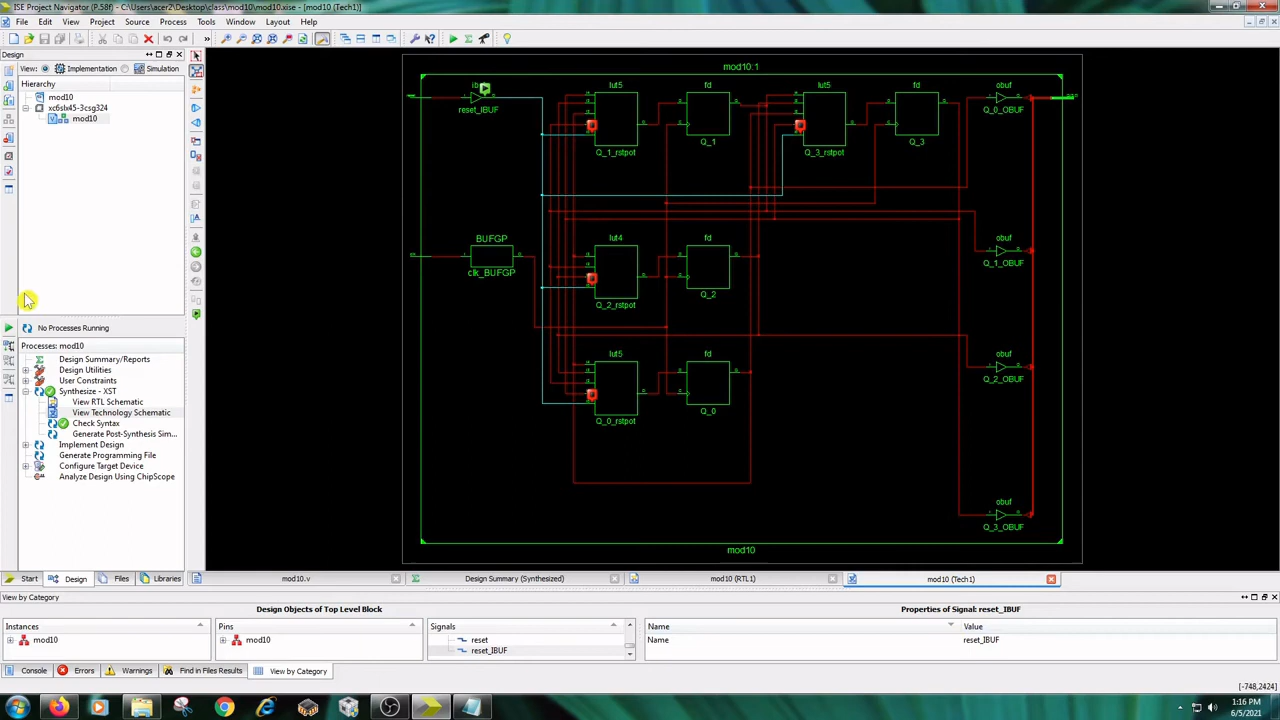 ISE Project Navigator (P.58f) - C:\Users\acer2\Desktop\class\mod10\mod10.xise - [mod10 (Tech1)]
File Edit View Project Source Process Tools Window Layout Help
Design
View: Implementation Simulation
Hierarchy
mod10
xc6slx45-3csg324
mod10
No Processes Running
Processes: mod10
Design Summary/Reports
Design Utilities
User Constraints
Synthesize - XST
View RTL Schematic
View Technology Schematic
Check Syntax
Generate Post-Synthesis Sim...
Implement Design
Generate Programming File
Configure Target Device
Analyze Design Using ChipScope
Start Design Files Libraries
mod10:1
reset_IBUF
lut5
Q_1_rstpot
fd
Q_1
lut5
Q_3_rstpot
fd
Q_3
obuf
Q_0_OBUF
BUFGP
clk_BUFGP
lut4
Q_2_rstpot
fd
Q_2
obuf
Q_1_OBUF
lut5
Q_0_rstpot
fd
Q_0
obuf
Q_2_OBUF
obuf
Q_3_OBUF
mod10
mod10.v Design Summary (Synthesized) mod10 (RTL1) mod10 (Tech1)
View by Category
Design Objects of Top Level Block
Properties of Signal: reset_IBUF
Instances Pins Signals Name Value
mod10 mod10 reset Name reset_IBUF
reset_IBUF
Console Errors Warnings Find in Files Results View by Category
[-748,2424]
1:16 PM
6/5/2021